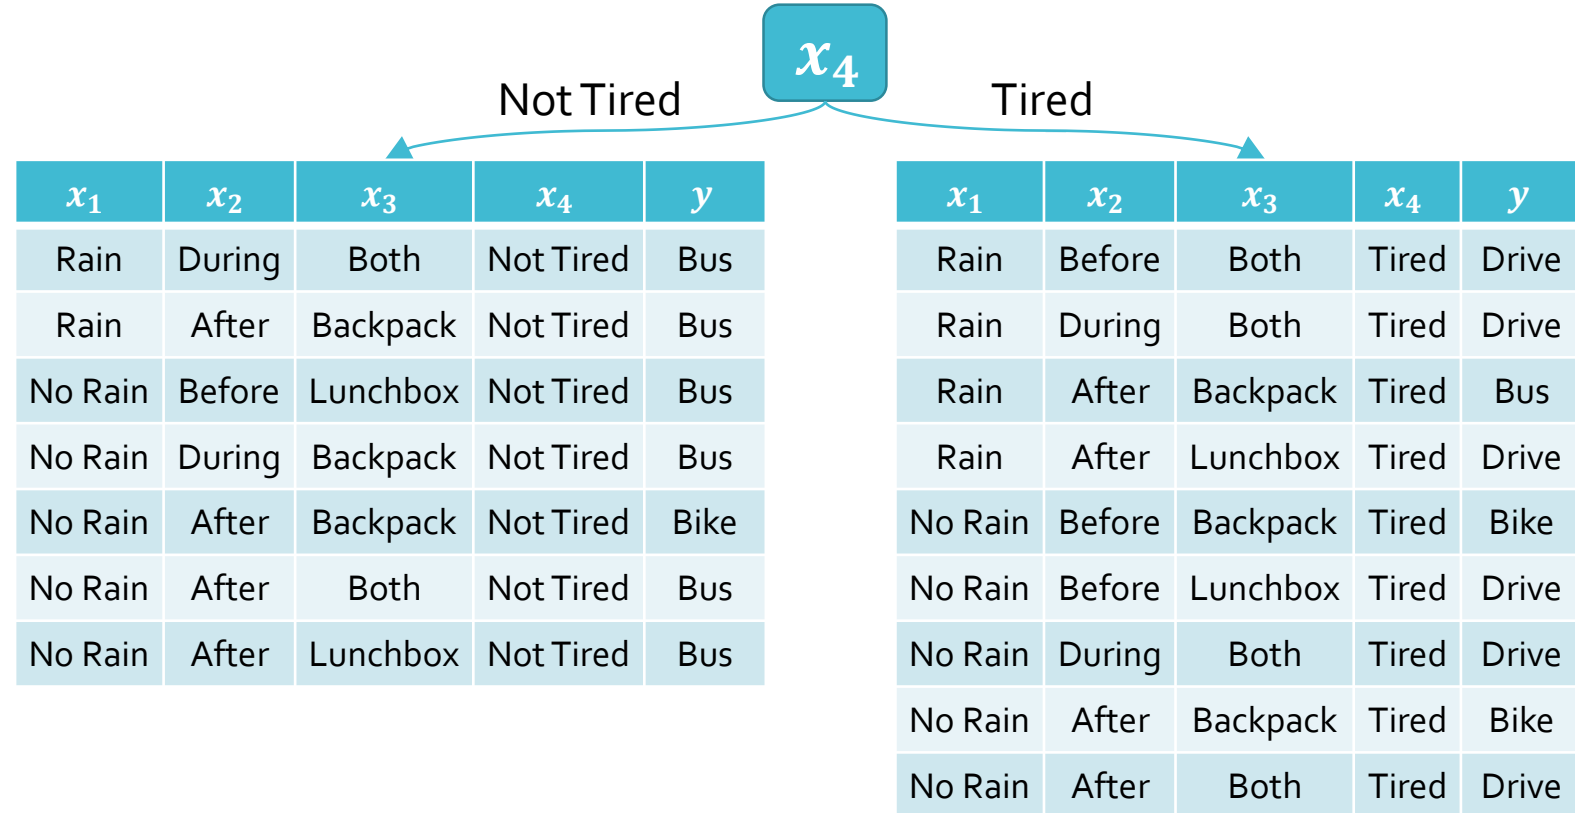 x₄
Not Tired Tired
x₁ x₂ x₃ x₄ y
Rain During Both Not Tired Bus
Rain After Backpack Not Tired Bus
No Rain Before Lunchbox Not Tired Bus
No Rain During Backpack Not Tired Bus
No Rain After Backpack Not Tired Bike
No Rain After Both Not Tired Bus
No Rain After Lunchbox Not Tired Bus
x₁ x₂ x₃ x₄ y
Rain Before Both Tired Drive
Rain During Both Tired Drive
Rain After Backpack Tired Bus
Rain After Lunchbox Tired Drive
No Rain Before Backpack Tired Bike
No Rain Before Lunchbox Tired Drive
No Rain During Both Tired Drive
No Rain After Backpack Tired Bike
No Rain After Both Tired Drive